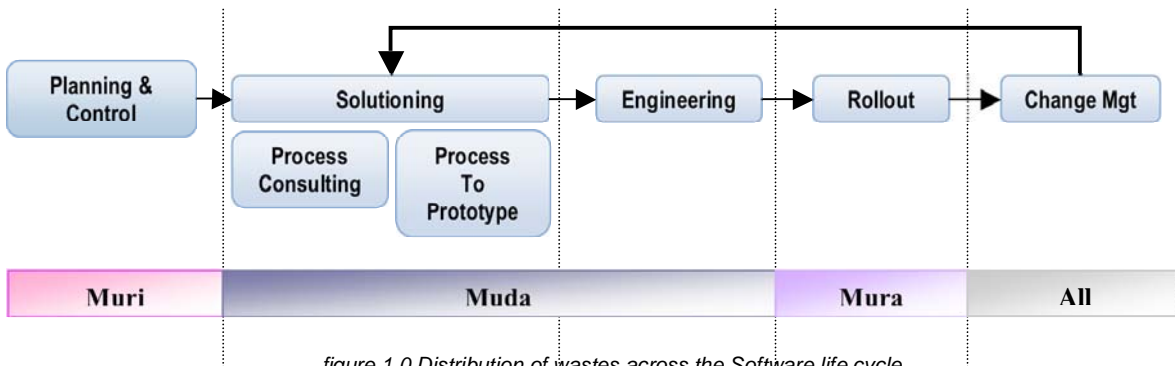 Planning &
Control
Solutioning
Engineering
Rollout
Change Mgt
Process
Consulting
Process
To
Prototype
Muri
Muda
Mura
All
figure 1.0 Distribution of wastes across the Software life cycle